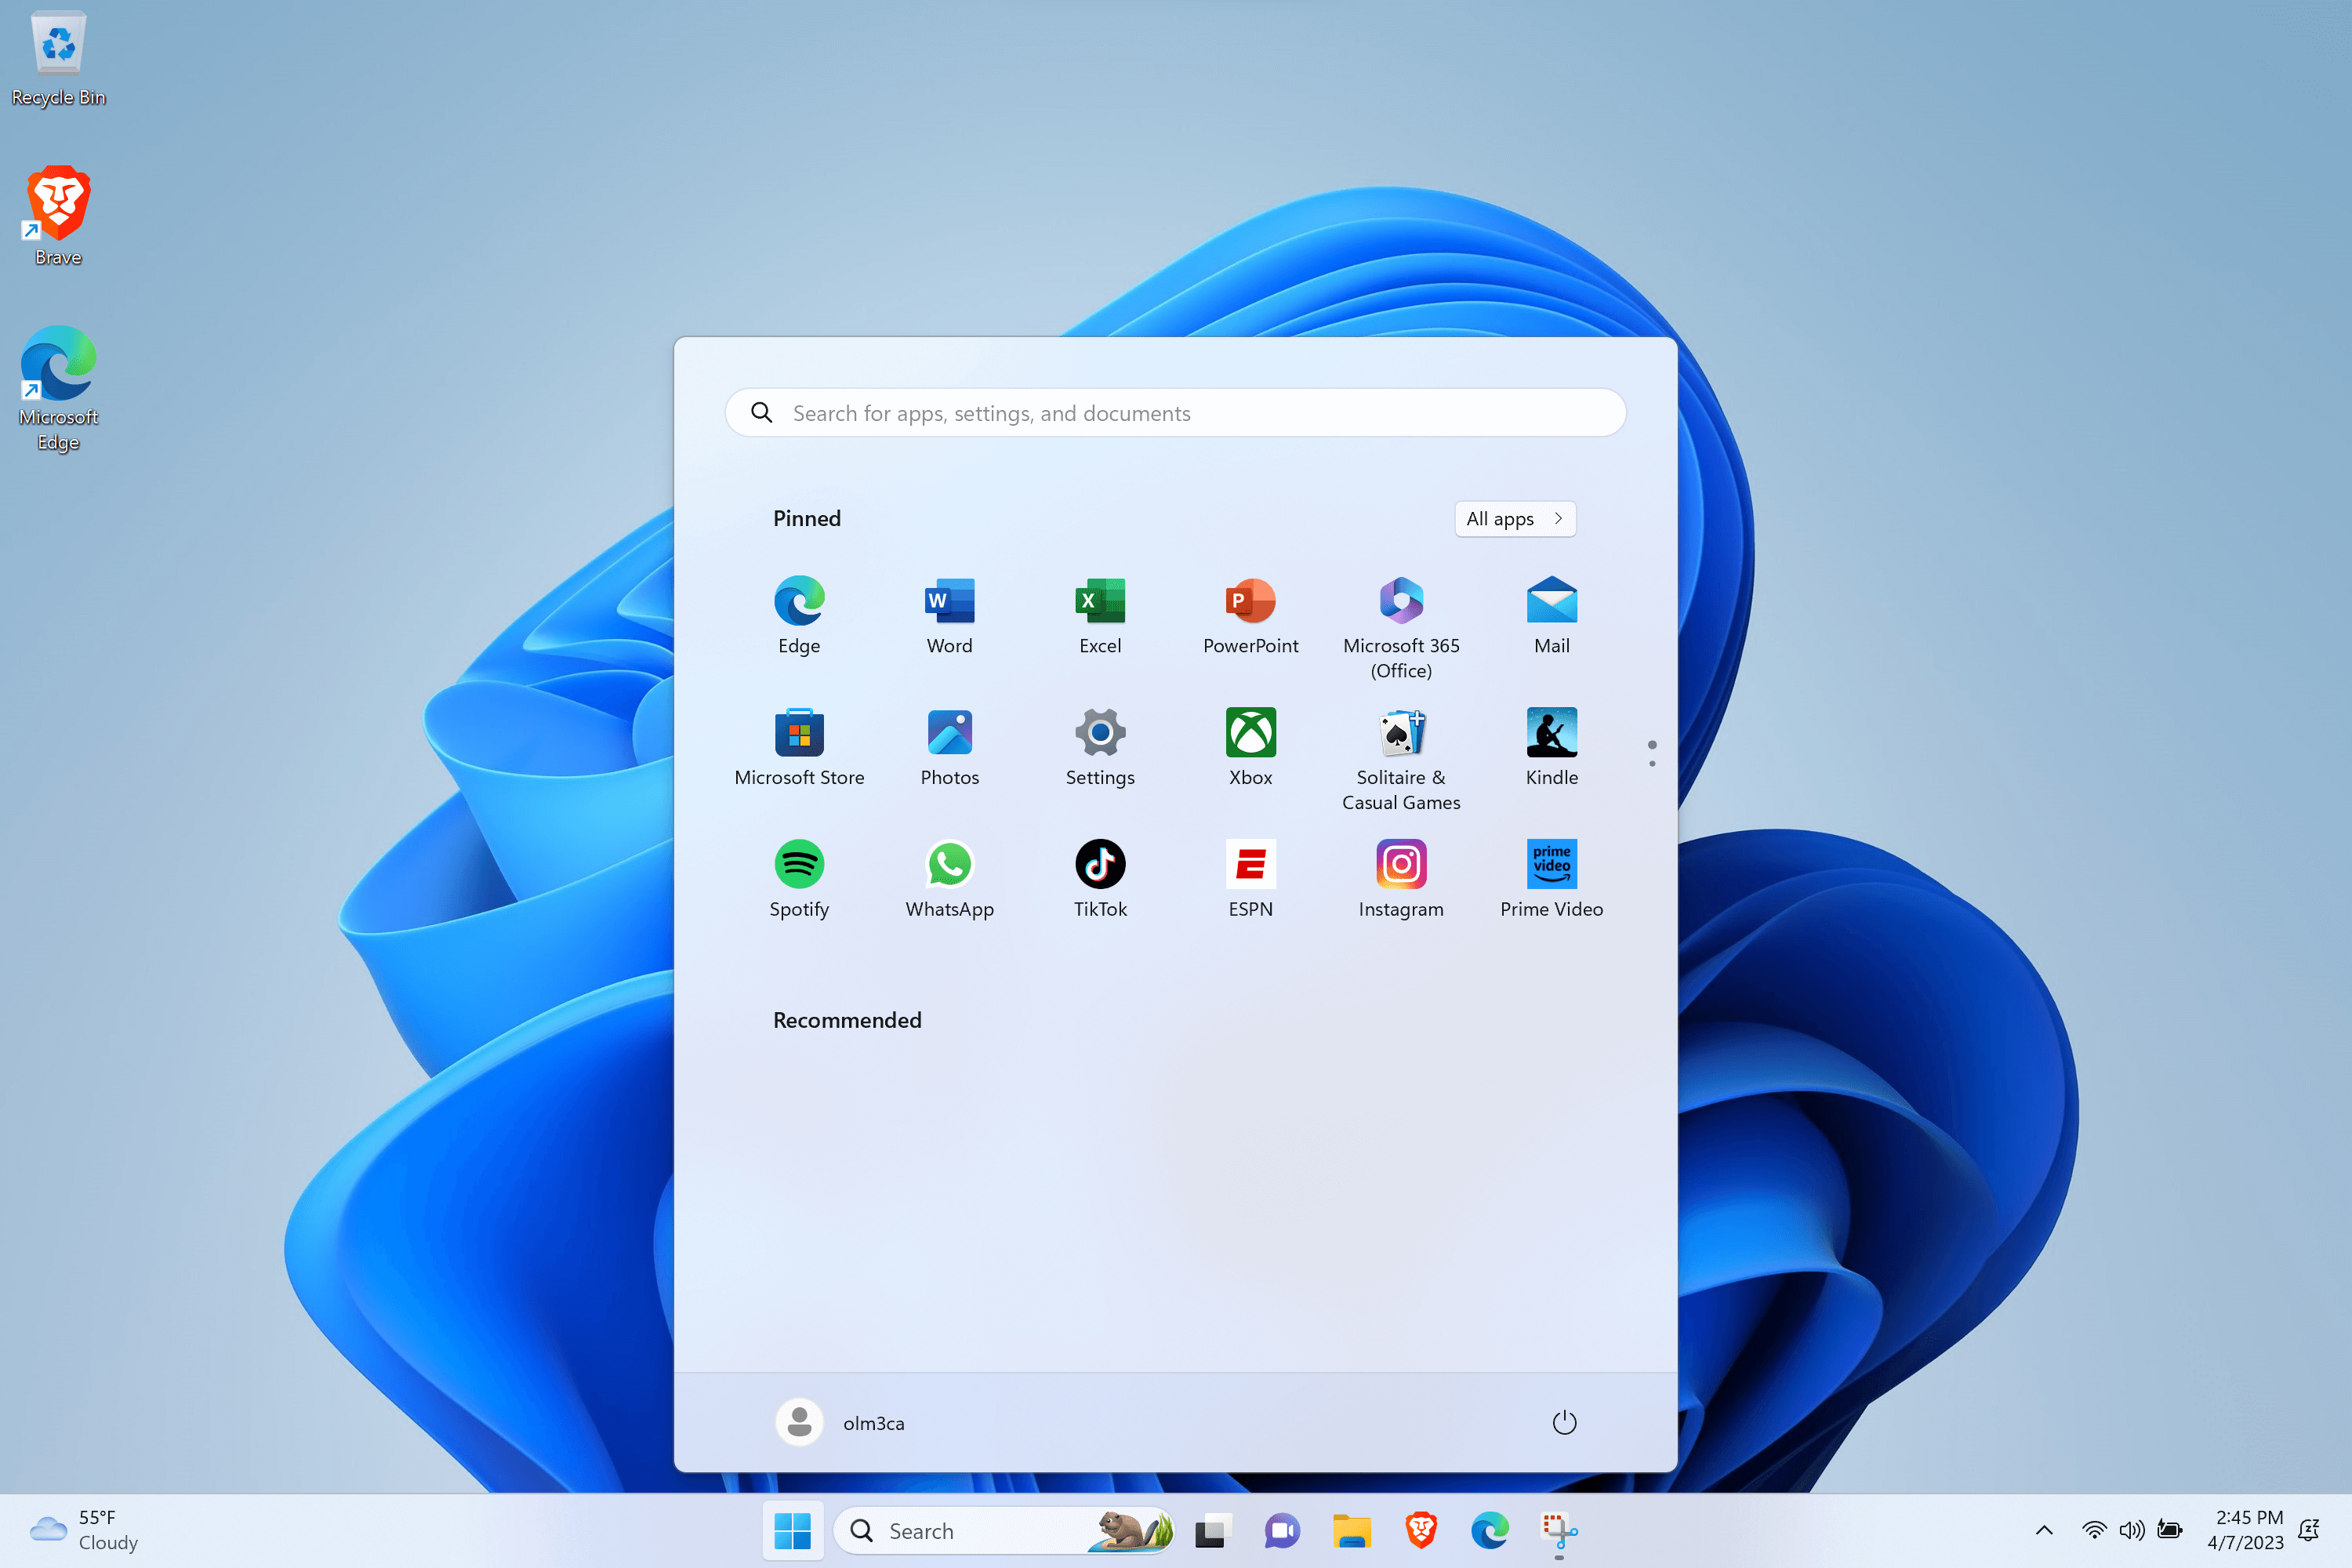 Recycle Bin
Brave
Microsoft
Edge
Search for apps, settings, and documents
Pinned
All apps
Edge
W
Word
X
Excel
P
PowerPoint
Microsoft 365
(Office)
Mail
Microsoft Store
Photos
Settings
Xbox
Solitaire &
Casual Games
Kindle
Spotify
WhatsApp
TikTok
E
ESPN
Instagram
prime
video
Prime Video
Recommended
olm3ca
55°F
Cloudy
Search
2:45 PM
4/7/2023